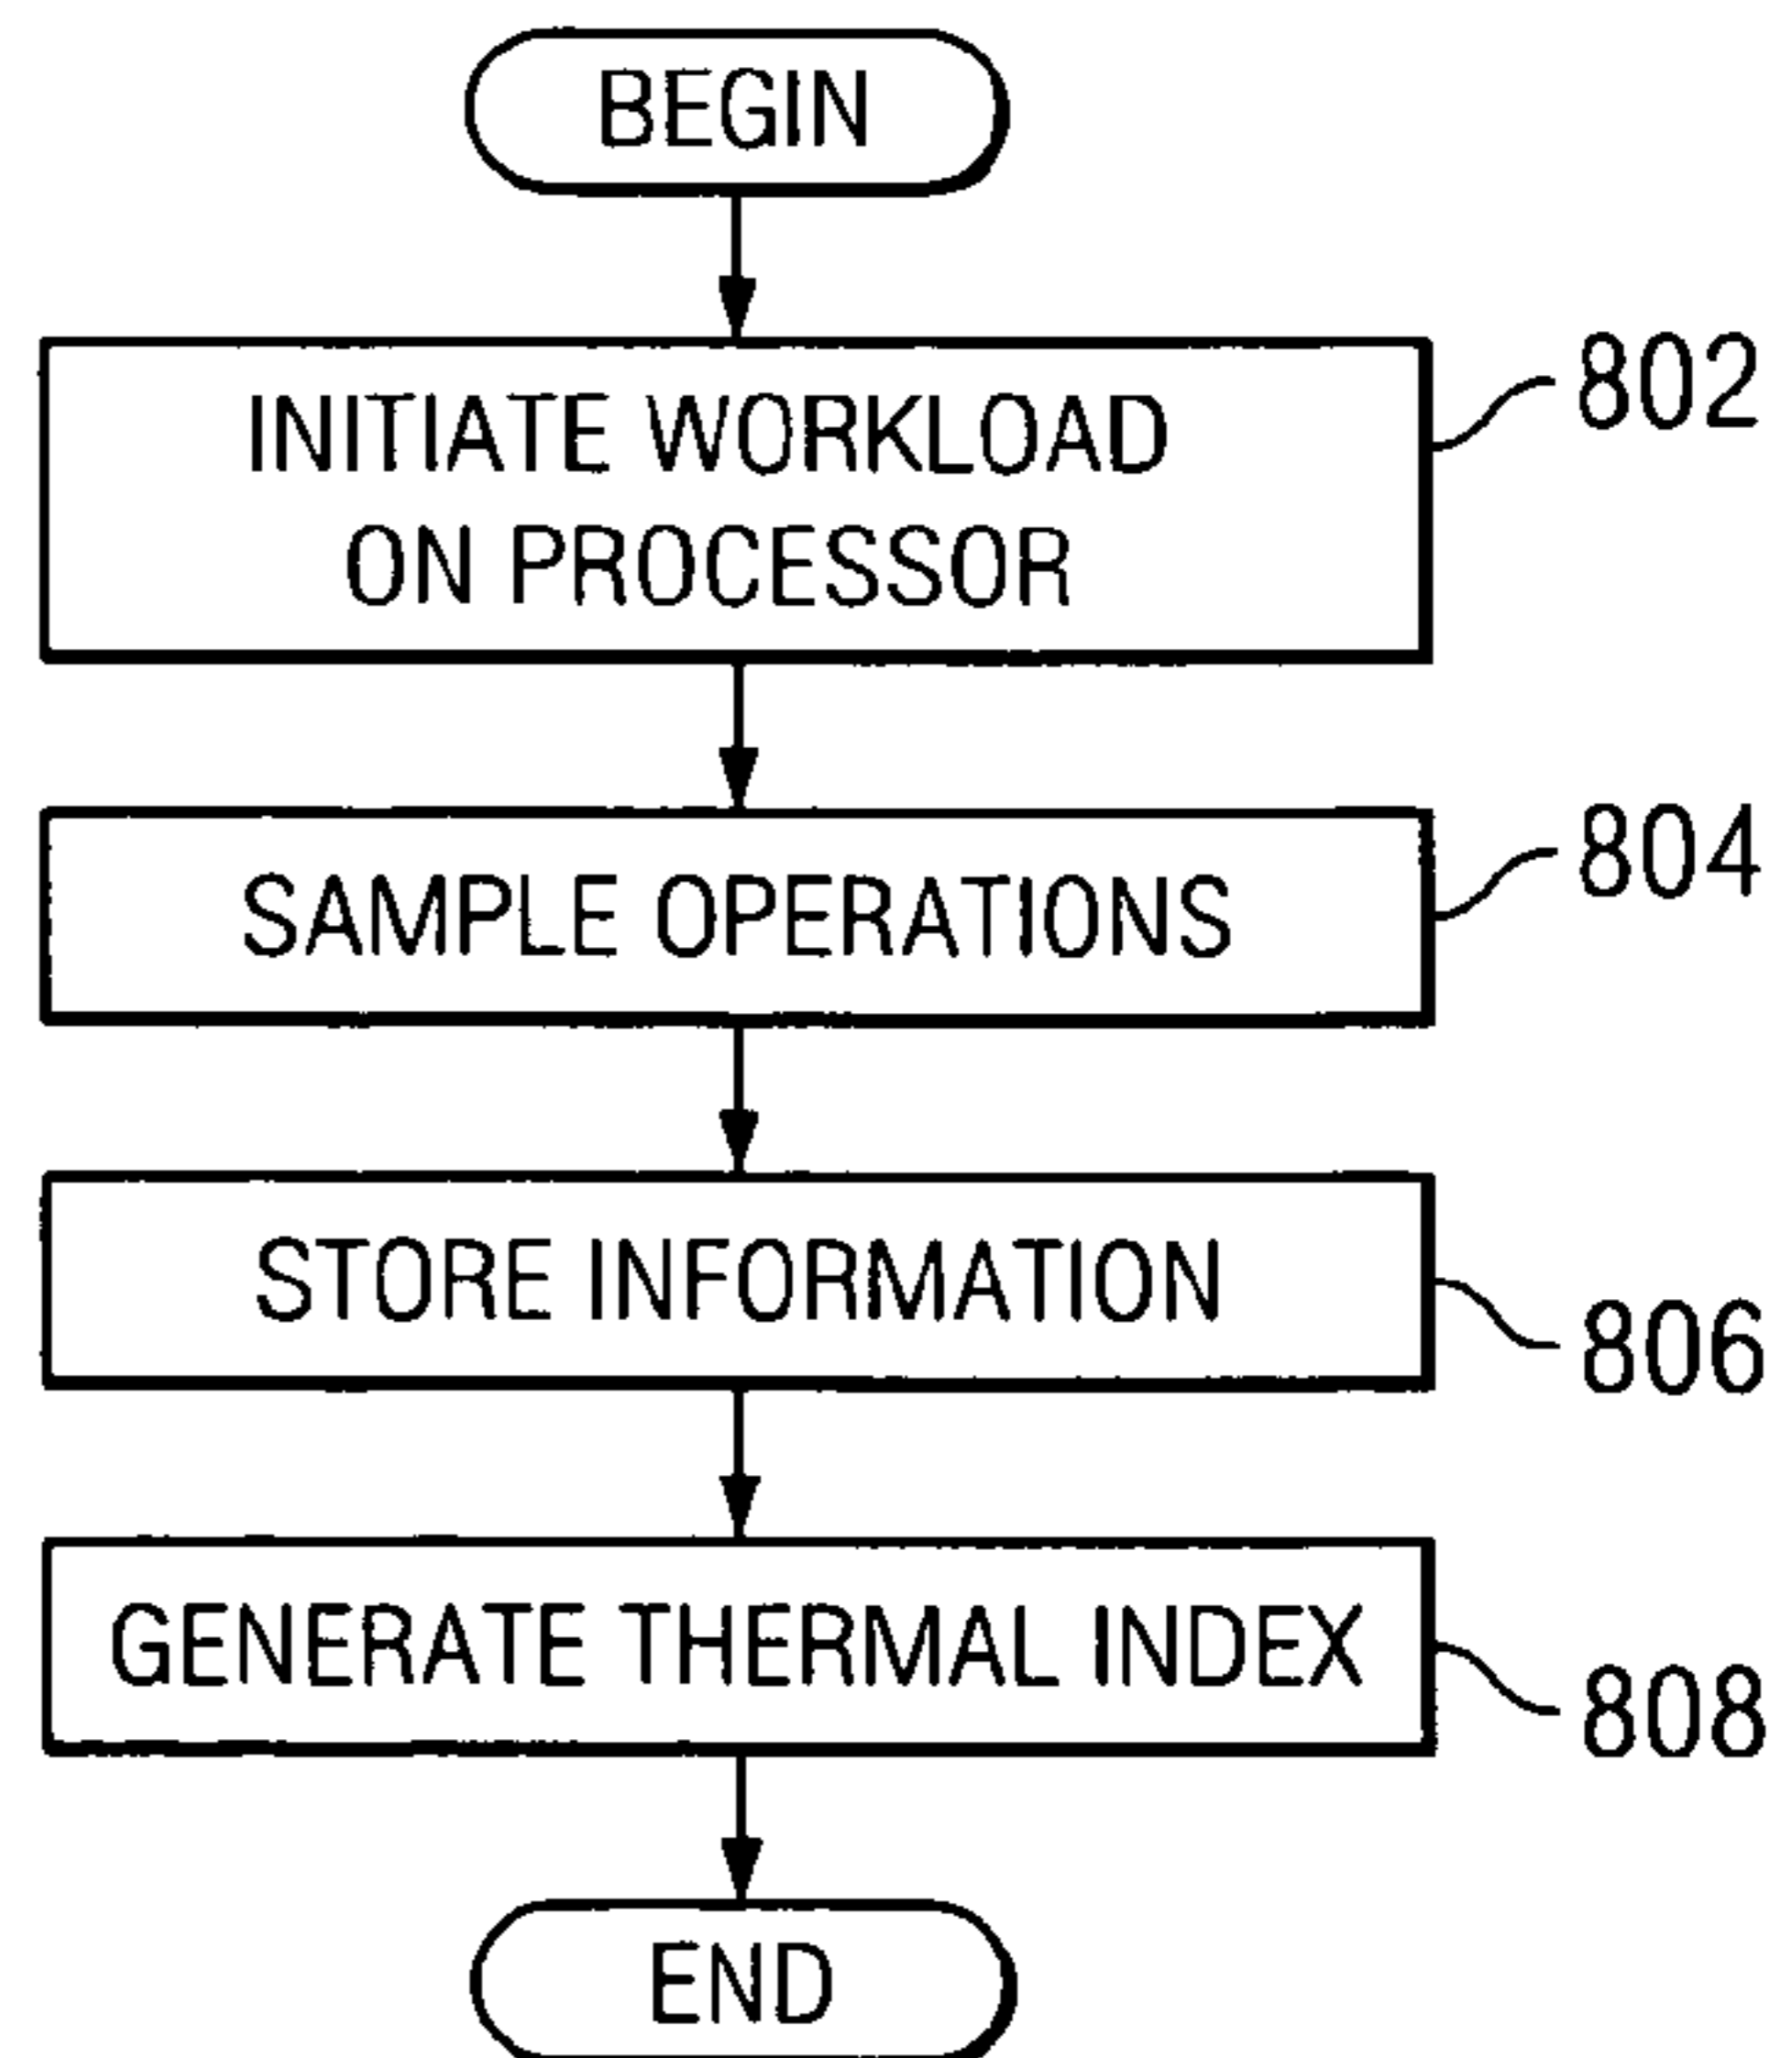 BEGIN
INITIATE WORKLOAD
ON PROCESSOR
802
SAMPLE OPERATIONS
804
STORE INFORMATION
806
GENERATE THERMAL INDEX
808
END